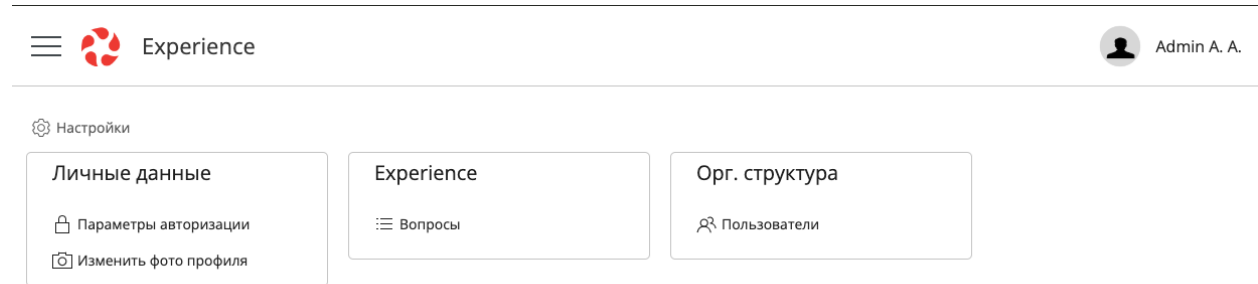 Experience
Admin A. A.
Настройки
Личные данные
Параметры авторизации
Изменить фото профиля
Experience
Вопросы
Орг. структура
Пользователи